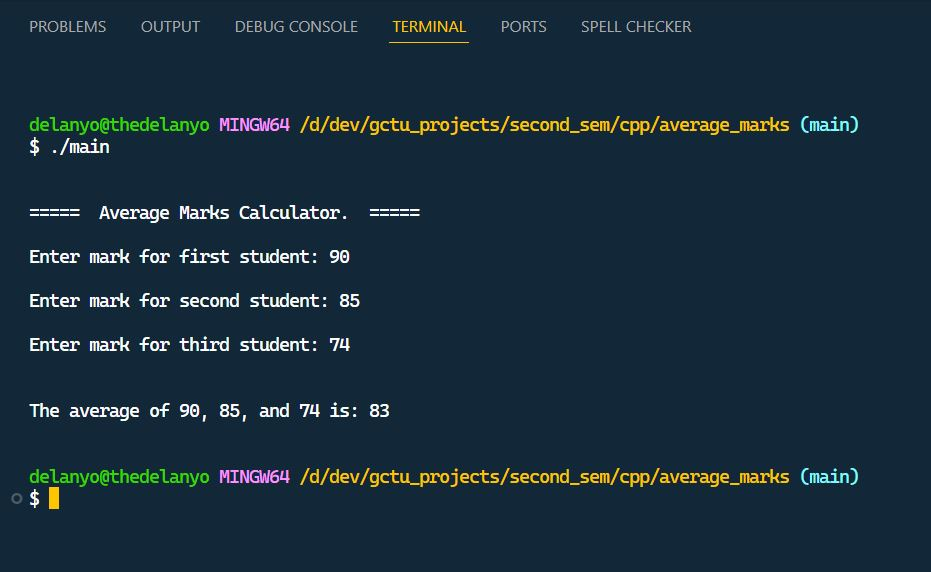 PROBLEMS OUTPUT DEBUG CONSOLE TERMINAL PORTS SPELL CHECKER
delanyo@thedelanyo MINGW64 /d/dev/gctu_projects/second_sem/cpp/average_marks (main)
$ ./main
===== Average Marks Calculator. =====
Enter mark for first student: 90
Enter mark for second student: 85
Enter mark for third student: 74
The average of 90, 85, and 74 is: 83
delanyo@thedelanyo MINGW64 /d/dev/gctu_projects/second_sem/cpp/average_marks (main)
$